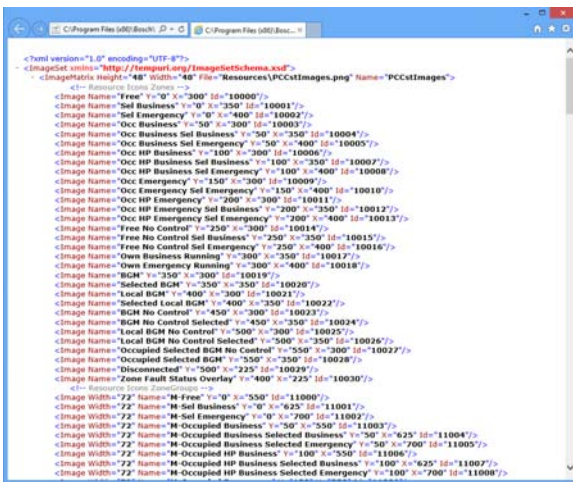 C:\Program Files (x86)\Bosch\
C:\Program Files (x86)\Bosc...
<?xml version="1.0" encoding="UTF-8"?>
- <ImageSet xmlns="http://tempuri.org/ImageSetSchema.xsd">
- <ImageMatrix Height="48" Width="48" File="Resources\PCCstImages.png" Name="PCCstImages">
<!-- Resource Icons Zones -->
<Image Name="Free" Y="0" X="300" Id="10000"/>
<Image Name="Sel Business" Y="0" X="350" Id="10001"/>
<Image Name="Sel Emergency" Y="0" X="400" Id="10002"/>
<Image Name="Occ Business" Y="50" X="300" Id="10003"/>
<Image Name="Occ Business Sel Business" Y="50" X="350" Id="10004"/>
<Image Name="Occ Business Sel Emergency" Y="50" X="400" Id="10005"/>
<Image Name="Occ HP Business" Y="100" X="300" Id="10006"/>
<Image Name="Occ HP Business Sel Business" Y="100" X="350" Id="10007"/>
<Image Name="Occ HP Business Sel Emergency" Y="100" X="400" Id="10008"/>
<Image Name="Occ Emergency" Y="150" X="300" Id="10009"/>
<Image Name="Occ Emergency Sel Emergency" Y="150" X="400" Id="10010"/>
<Image Name="Occ HP Emergency" Y="200" X="300" Id="10011"/>
<Image Name="Occ HP Emergency Sel Business" Y="200" X="350" Id="10012"/>
<Image Name="Occ HP Emergency Sel Emergency" Y="200" X="400" Id="10013"/>
<Image Name="Free No Control" Y="250" X="300" Id="10014"/>
<Image Name="Free No Control Sel Business" Y="250" X="350" Id="10015"/>
<Image Name="Free No Control Sel Emergency" Y="250" X="400" Id="10016"/>
<Image Name="Own Business Running" Y="300" X="350" Id="10017"/>
<Image Name="Own Emergency Running" Y="300" X="400" Id="10018"/>
<Image Name="BGM" Y="350" X="300" Id="10019"/>
<Image Name="Selected BGM" Y="350" X="350" Id="10020"/>
<Image Name="Local BGM" Y="400" X="300" Id="10021"/>
<Image Name="Selected Local BGM" Y="400" X="350" Id="10022"/>
<Image Name="BGM No Control" Y="450" X="300" Id="10023"/>
<Image Name="BGM No Control Selected" Y="450" X="350" Id="10024"/>
<Image Name="Local BGM No Control" Y="500" X="300" Id="10025"/>
<Image Name="Local BGM No Control Selected" Y="500" X="350" Id="10026"/>
<Image Name="Occupied Selected BGM No Control" Y="550" X="300" Id="10027"/>
<Image Name="Occupied Selected BGM" Y="550" X="350" Id="10028"/>
<Image Name="Disconnected" Y="500" X="225" Id="10029"/>
<Image Name="Zone Fault Status Overlay" Y="400" X="225" Id="10030"/>
<!-- Resource Icons ZoneGroups -->
<Image Width="72" Name="M-Free" Y="0" X="550" Id="11000"/>
<Image Width="72" Name="M-Sel Business" Y="0" X="625" Id="11001"/>
<Image Width="72" Name="M-Sel Emergency" Y="0" X="700" Id="11002"/>
<Image Width="72" Name="M-Occupied Business" Y="50" X="550" Id="11003"/>
<Image Width="72" Name="M-Occupied Business Selected Business" Y="50" X="625" Id="11004"/>
<Image Width="72" Name="M-Occupied Business Selected Emergency" Y="50" X="700" Id="11005"/>
<Image Width="72" Name="M-Occupied HP Business" Y="100" X="550" Id="11006"/>
<Image Width="72" Name="M-Occupied HP Business Selected Business" Y="100" X="625" Id="11007"/>
<Image Width="72" Name="M-Occupied HP Business Selected Emergency" Y="100" X="700" Id="11008"/>